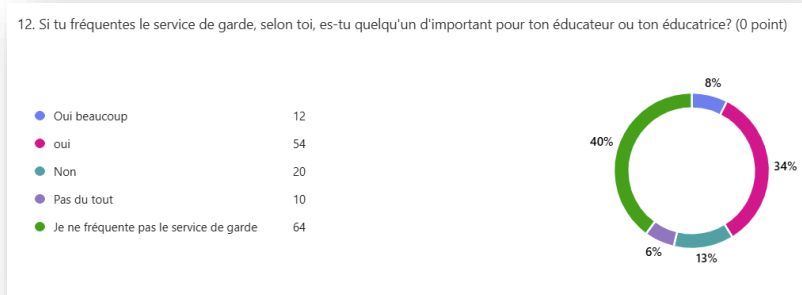 12. Si tu fréquentes le service de garde, selon toi, es-tu quelqu'un d'important pour ton éducateur ou ton éducatrice? (0 point)
Oui beaucoup 12
oui 54
Non 20
Pas du tout 10
Je ne fréquente pas le service de garde 64
8%
40%
34%
6%
13%